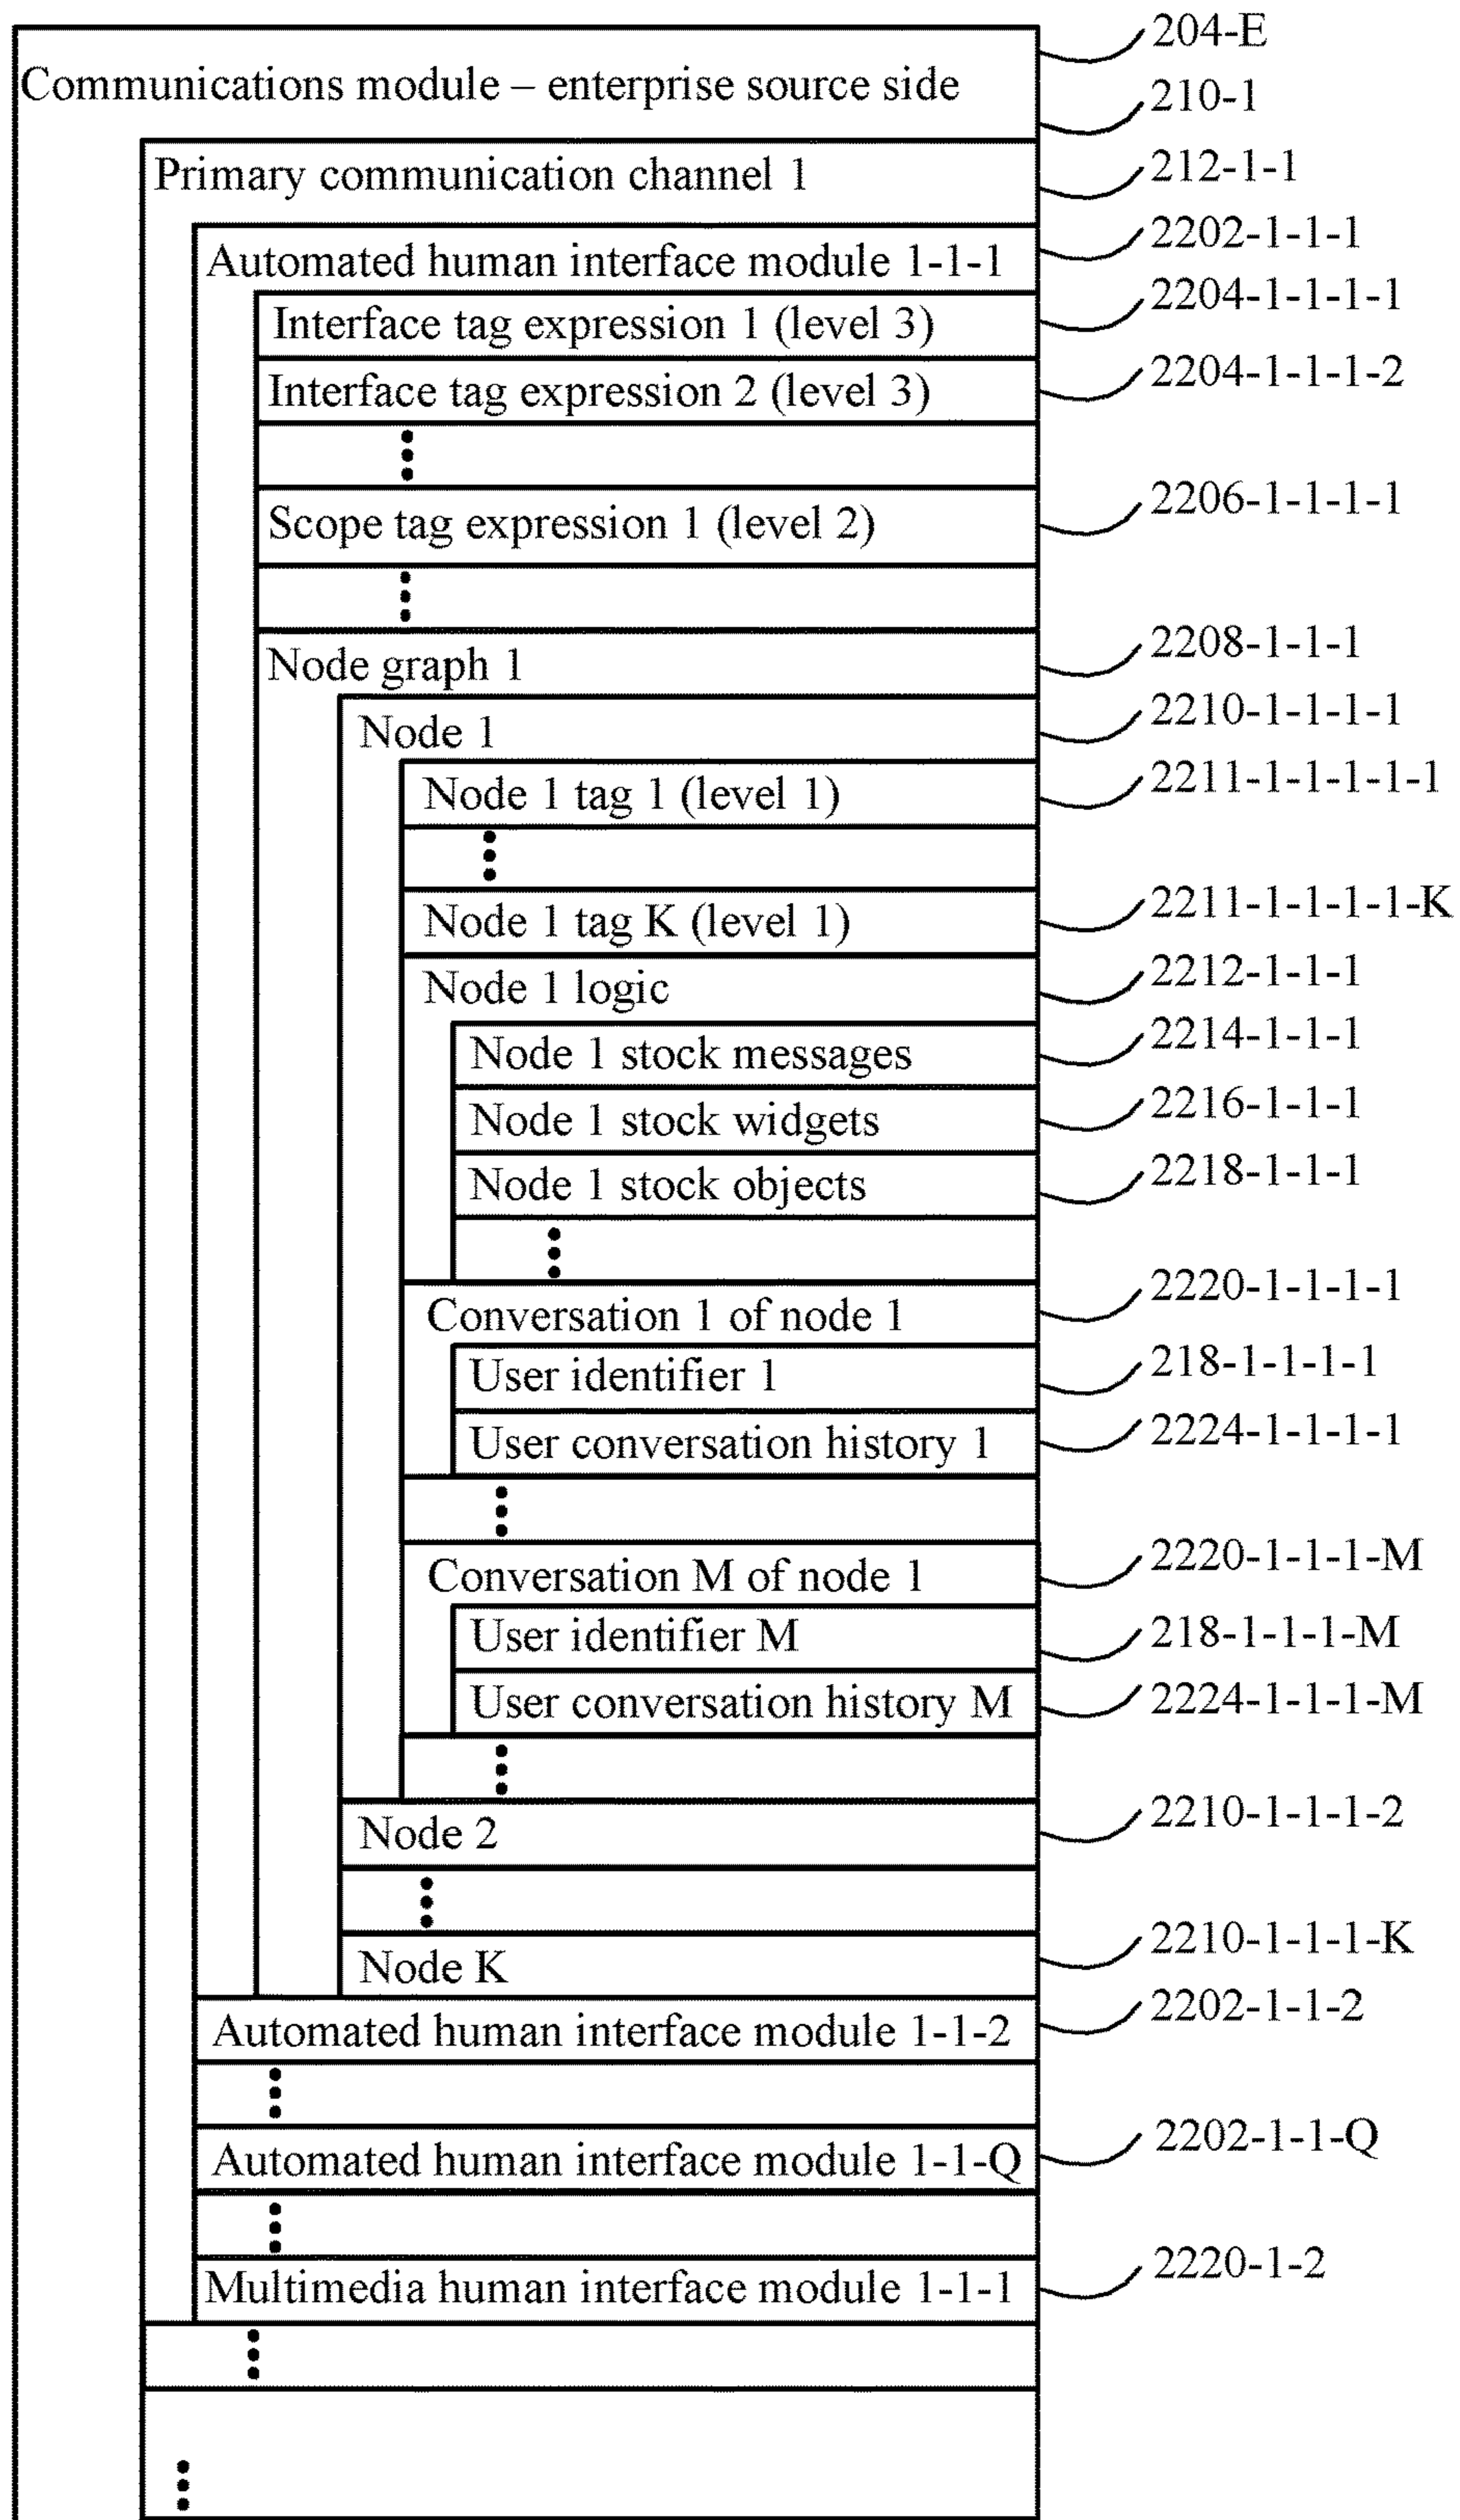 204-E
Communications module – enterprise source side
210-1
Primary communication channel 1
212-1-1
Automated human interface module 1-1-1
2202-1-1-1
Interface tag expression 1 (level 3)
2204-1-1-1-1
Interface tag expression 2 (level 3)
2204-1-1-1-2
Scope tag expression 1 (level 2)
2206-1-1-1-1
Node graph 1
2208-1-1-1
Node 1
2210-1-1-1-1
Node 1 tag 1 (level 1)
2211-1-1-1-1-1
Node 1 tag K (level 1)
2211-1-1-1-1-K
Node 1 logic
2212-1-1-1
Node 1 stock messages
2214-1-1-1
Node 1 stock widgets
2216-1-1-1
Node 1 stock objects
2218-1-1-1
Conversation 1 of node 1
2220-1-1-1-1
User identifier 1
218-1-1-1-1
User conversation history 1
2224-1-1-1-1
Conversation M of node 1
2220-1-1-1-M
User identifier M
218-1-1-1-M
User conversation history M
2224-1-1-1-M
Node 2
2210-1-1-1-2
Node K
2210-1-1-1-K
Automated human interface module 1-1-2
2202-1-1-2
Automated human interface module 1-1-Q
2202-1-1-Q
Multimedia human interface module 1-1-1
2220-1-2